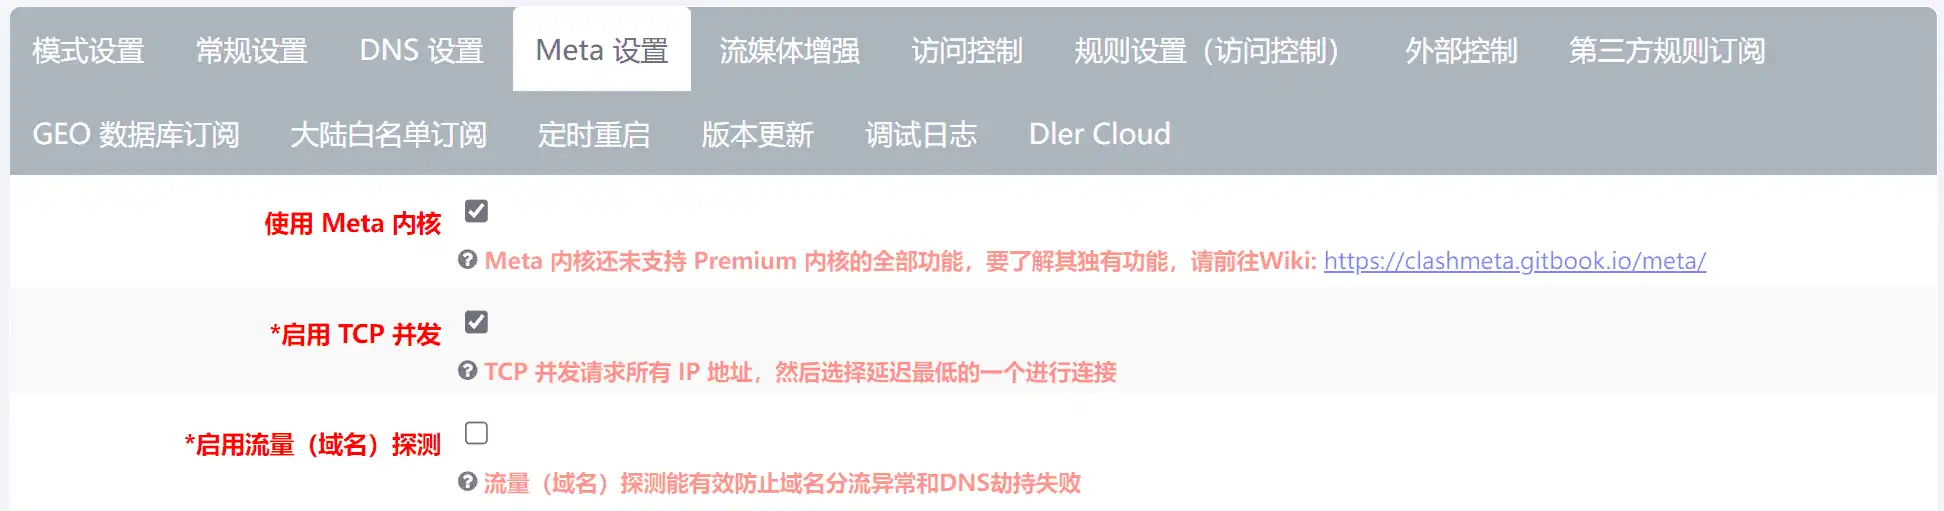 模式设置 常规设置 DNS 设置 Meta 设置 流媒体增强 访问控制 规则设置（访问控制） 外部控制 第三方规则订阅
GEO 数据库订阅 大陆白名单订阅 定时重启 版本更新 调试日志 Dler Cloud
使用 Meta 内核
Meta 内核还未支持 Premium 内核的全部功能，要了解其独有功能，请前往Wiki: https://clashmeta.gitbook.io/meta/
*启用 TCP 并发
TCP 并发请求所有 IP 地址，然后选择延迟最低的一个进行连接
*启用流量（域名）探测
流量（域名）探测能有效防止域名分流异常和DNS劫持失败